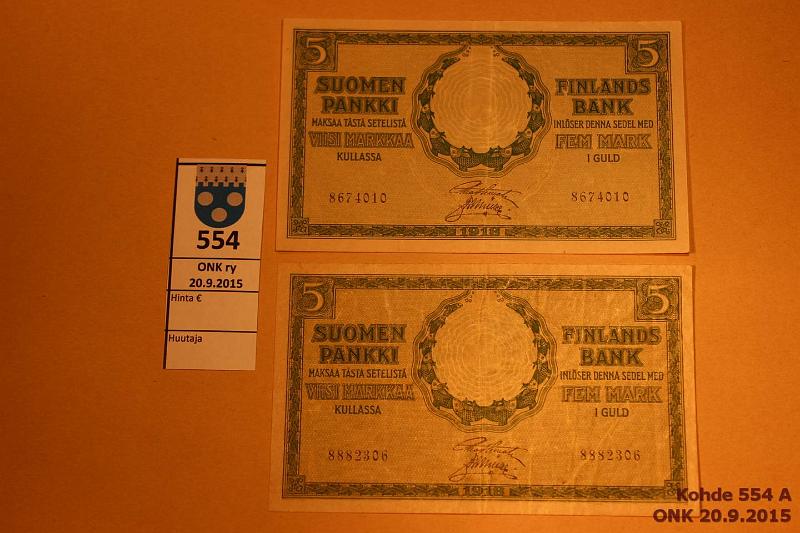 5 5
SUOMEN
PANKKI
MAKSAA TÄSTÄ SETELISTÄ
VIISI MARKKAA
KULLASSA
FINLANDS
BANK
INLÖSER DENNA SEDEL MED
FEM MARK
I GULD
8674010 8674010
1918
554
ONK ry
20.9.2015
Hinta €
Huutaja
5 5
SUOMEN
PANKKI
MAKSAA TÄSTÄ SETELISTÄ
VIISI MARKKAA
KULLASSA
FINLANDS
BANK
INLÖSER DENNA SEDEL MED
FEM MARK
I GULD
8882306 8882306
1918
Kohde 554 A
ONK 20.9.2015